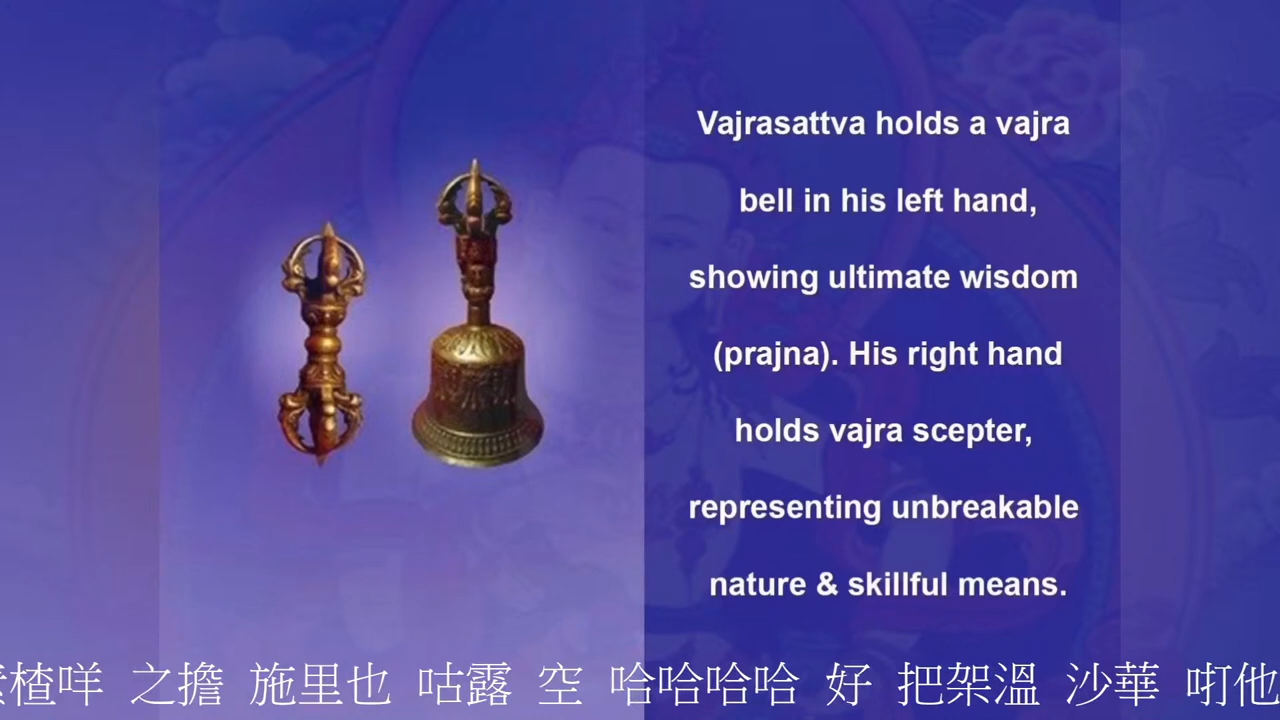 Vajrasattva holds a vajra
bell in his left hand,
showing ultimate wisdom
(prajna). His right hand
holds vajra scepter,
representing unbreakable
nature & skillful means.
楂咩 之擔 施里也 咕露 空 哈哈哈哈 好 把架溫 沙華 咑他